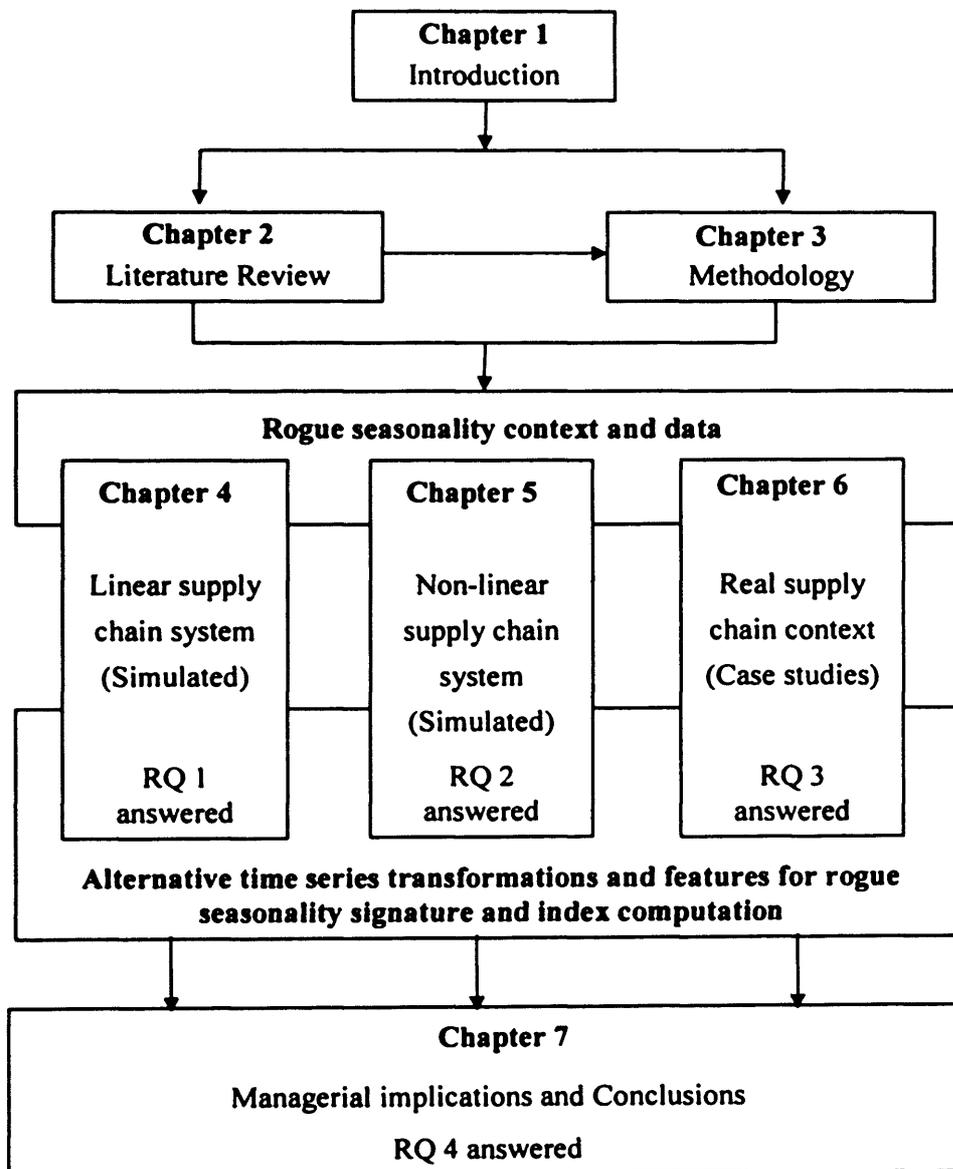 Chapter 1
Introduction
Chapter 2
Literature Review
Chapter 3
Methodology
Rogue seasonality context and data
Chapter 4
Linear supply
chain system
(Simulated)
RQ 1
answered
Chapter 5
Non-linear
supply chain
system
(Simulated)
RQ 2
answered
Chapter 6
Real supply
chain context
(Case studies)
RQ 3
answered
Alternative time series transformations and features for rogue
seasonality signature and index computation
Chapter 7
Managerial implications and Conclusions
RQ 4 answered